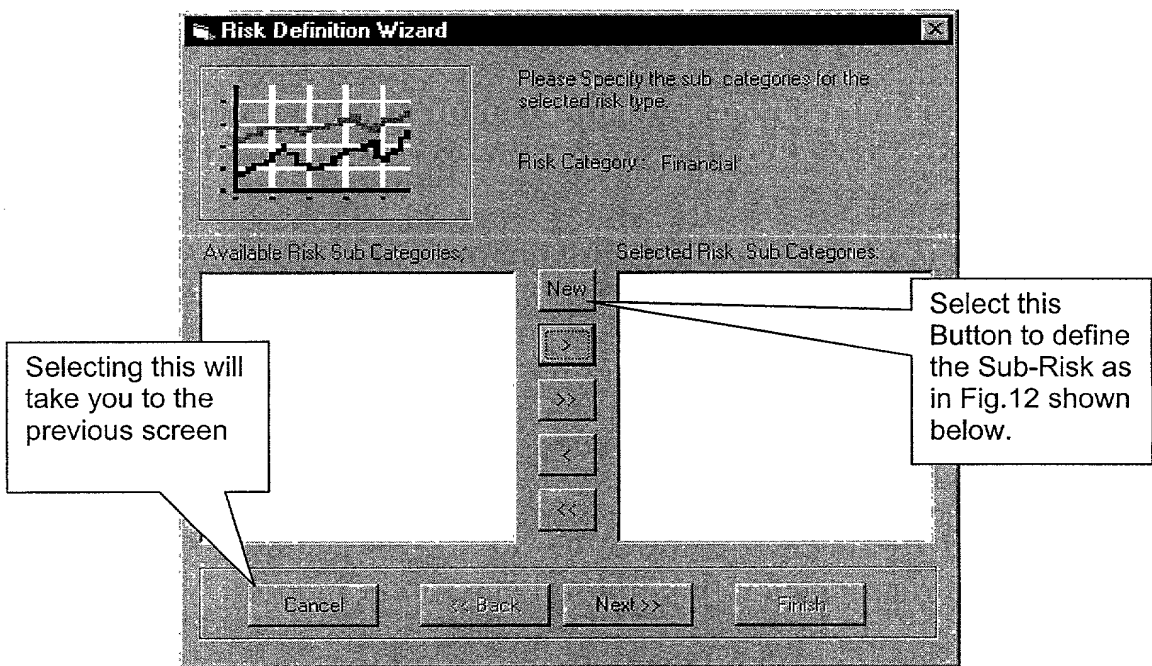 Risk Definition Wizard
Please Specify the sub categories for the
selected risk type.
Risk Category: Financial
Available Risk Sub Categories:
Selected Risk Sub Categories:
New
>
>>
<
<<
Select this
Button to define
the Sub-Risk as
in Fig.12 shown
below.
Selecting this will
take you to the
previous screen
Cancel
<< Back
Next >>
Finish